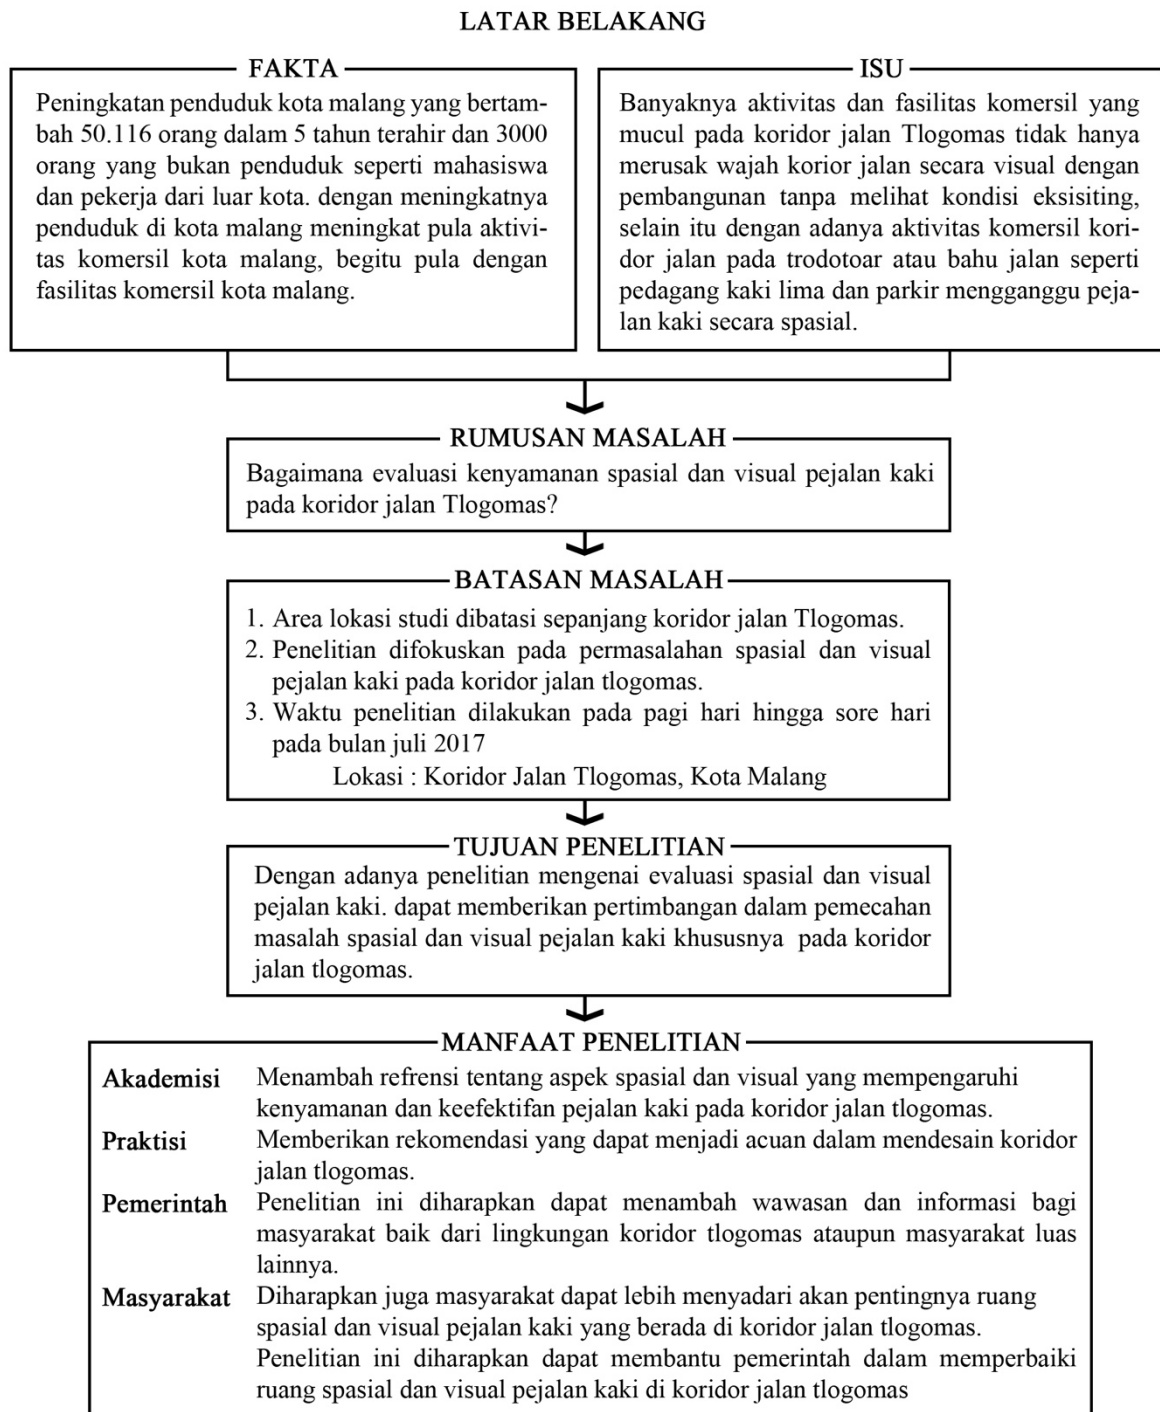 LATAR BELAKANG
FAKTA
Peningkatan penduduk kota malang yang bertam-
bah 50.116 orang dalam 5 tahun terahir dan 3000
orang yang bukan penduduk seperti mahasiswa
dan pekerja dari luar kota. dengan meningkatnya
penduduk di kota malang meningkat pula aktivi-
tas komersil kota malang, begitu pula dengan
fasilitas komersil kota malang.
ISU
Banyaknya aktivitas dan fasilitas komersil yang
mucul pada koridor jalan Tlogomas tidak hanya
merusak wajah korior jalan secara visual dengan
pembangunan tanpa melihat kondisi eksisiting,
selain itu dengan adanya aktivitas komersil kori-
dor jalan pada trodotoar atau bahu jalan seperti
pedagang kaki lima dan parkir mengganggu peja-
lan kaki secara spasial.
RUMUSAN MASALAH
Bagaimana evaluasi kenyamanan spasial dan visual pejalan kaki
pada koridor jalan Tlogomas?
BATASAN MASALAH
1. Area lokasi studi dibatasi sepanjang koridor jalan Tlogomas.
2. Penelitian difokuskan pada permasalahan spasial dan visual
pejalan kaki pada koridor jalan tlogomas.
3. Waktu penelitian dilakukan pada pagi hari hingga sore hari
pada bulan juli 2017
Lokasi : Koridor Jalan Tlogomas, Kota Malang
TUJUAN PENELITIAN
Dengan adanya penelitian mengenai evaluasi spasial dan visual
pejalan kaki. dapat memberikan pertimbangan dalam pemecahan
masalah spasial dan visual pejalan kaki khususnya pada koridor
jalan tlogomas.
MANFAAT PENELITIAN
Akademisi Menambah refrensi tentang aspek spasial dan visual yang mempengaruhi
kenyamanan dan keefektifan pejalan kaki pada koridor jalan tlogomas.
Praktisi Memberikan rekomendasi yang dapat menjadi acuan dalam mendesain koridor
jalan tlogomas.
Pemerintah Penelitian ini diharapkan dapat menambah wawasan dan informasi bagi
masyarakat baik dari lingkungan koridor tlogomas ataupun masyarakat luas
lainnya.
Masyarakat Diharapkan juga masyarakat dapat lebih menyadari akan pentingnya ruang
spasial dan visual pejalan kaki yang berada di koridor jalan tlogomas.
Penelitian ini diharapkan dapat membantu pemerintah dalam memperbaiki
ruang spasial dan visual pejalan kaki di koridor jalan tlogomas